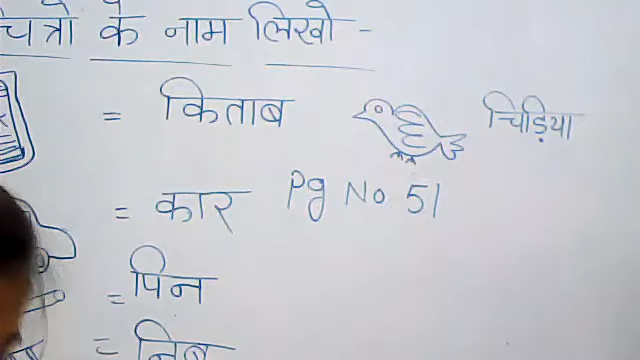 चित्रो के नाम लिखो -
= किताब
चिड़िया
= कार Pg No 51
= पिन
= निब